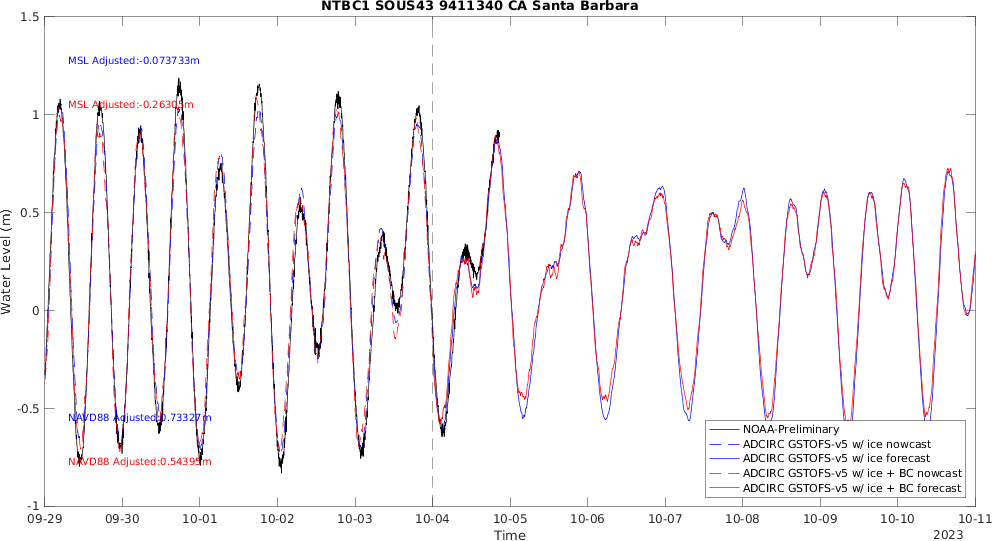 NTBC1 SOUS43 9411340 CA Santa Barbara
1.5
MSL Adjusted:-0.073733m
MSL Adjusted:-0.26305m
1
0.5
Water Level (m)
0
-0.5
NAVD88 Adjusted:0.73327m
NAVD88 Adjusted:0.54395m
NOAA-Preliminary
ADCIRC GSTOFS-v5 w/ ice nowcast
ADCIRC GSTOFS-v5 w/ ice forecast
ADCIRC GSTOFS-v5 w/ ice + BC nowcast
ADCIRC GSTOFS-v5 w/ ice + BC forecast
-1
09-29 09-30 10-01 10-02 10-03 10-04 10-05 10-06 10-07 10-08 10-09 10-10 10-11
Time
2023